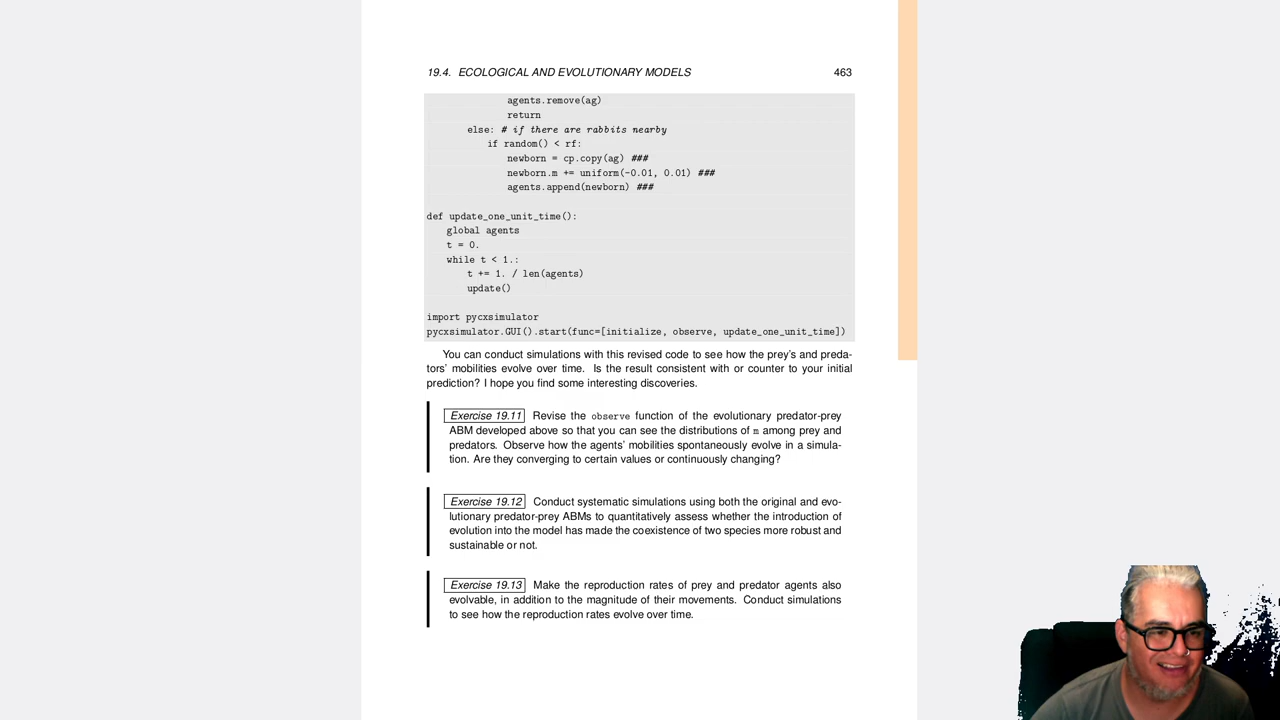 19.4. ECOLOGICAL AND EVOLUTIONARY MODELS 463
agents.remove(ag)
return
else: # if there are rabbits nearby
if random() < rf:
newborn = cp.copy(ag) ###
newborn.m += uniform(-0.01, 0.01) ###
agents.append(newborn) ###
def update_one_unit_time():
global agents
t = 0.
while t < 1.:
t += 1. / len(agents)
update()
import pycxsimulator
pycxsimulator.GUI().start(func=[initialize, observe, update_one_unit_time])
You can conduct simulations with this revised code to see how the prey's and preda-
tors' mobilities evolve over time. Is the result consistent with or counter to your initial
prediction? I hope you find some interesting discoveries.
Exercise 19.11 Revise the observe function of the evolutionary predator-prey
ABM developed above so that you can see the distributions of m among prey and
predators. Observe how the agents' mobilities spontaneously evolve in a simula-
tion. Are they converging to certain values or continuously changing?
Exercise 19.12 Conduct systematic simulations using both the original and evo-
lutionary predator-prey ABMs to quantitatively assess whether the introduction of
evolution into the model has made the coexistence of two species more robust and
sustainable or not.
Exercise 19.13 Make the reproduction rates of prey and predator agents also
evolvable, in addition to the magnitude of their movements. Conduct simulations
to see how the reproduction rates evolve over time.